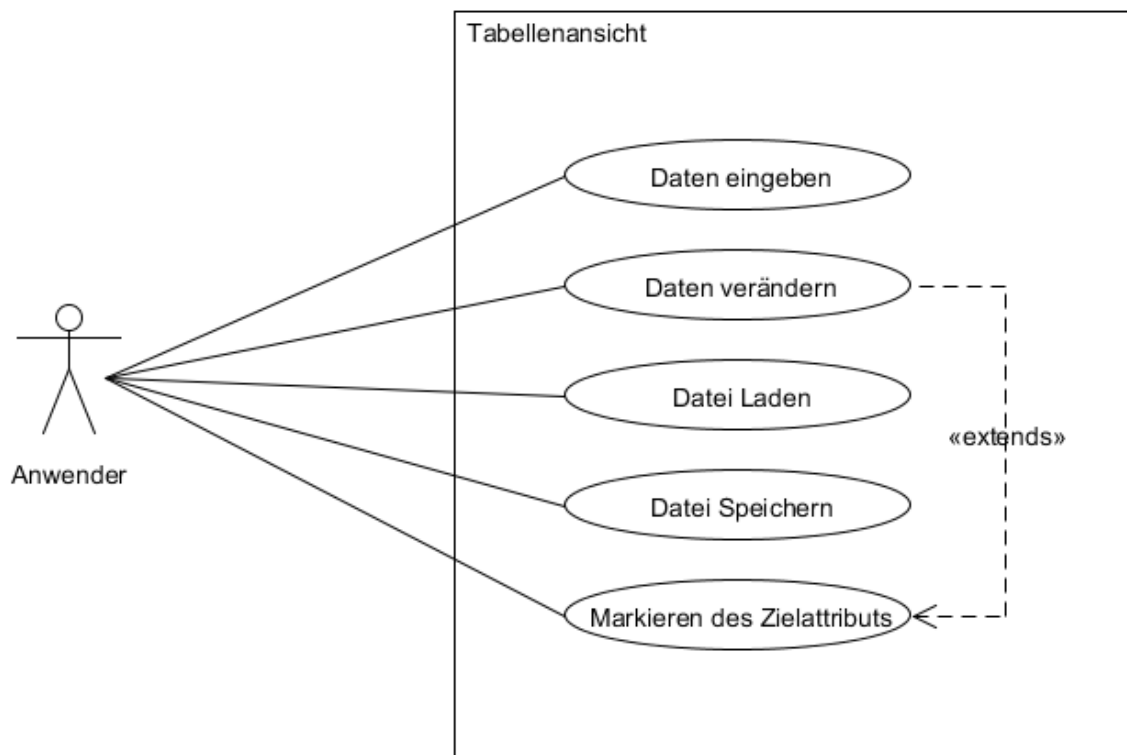 Tabellenansicht
Daten eingeben
Daten verändern
Datei Laden
«extends»
Anwender
Datei Speichern
Markieren des Zielattributs